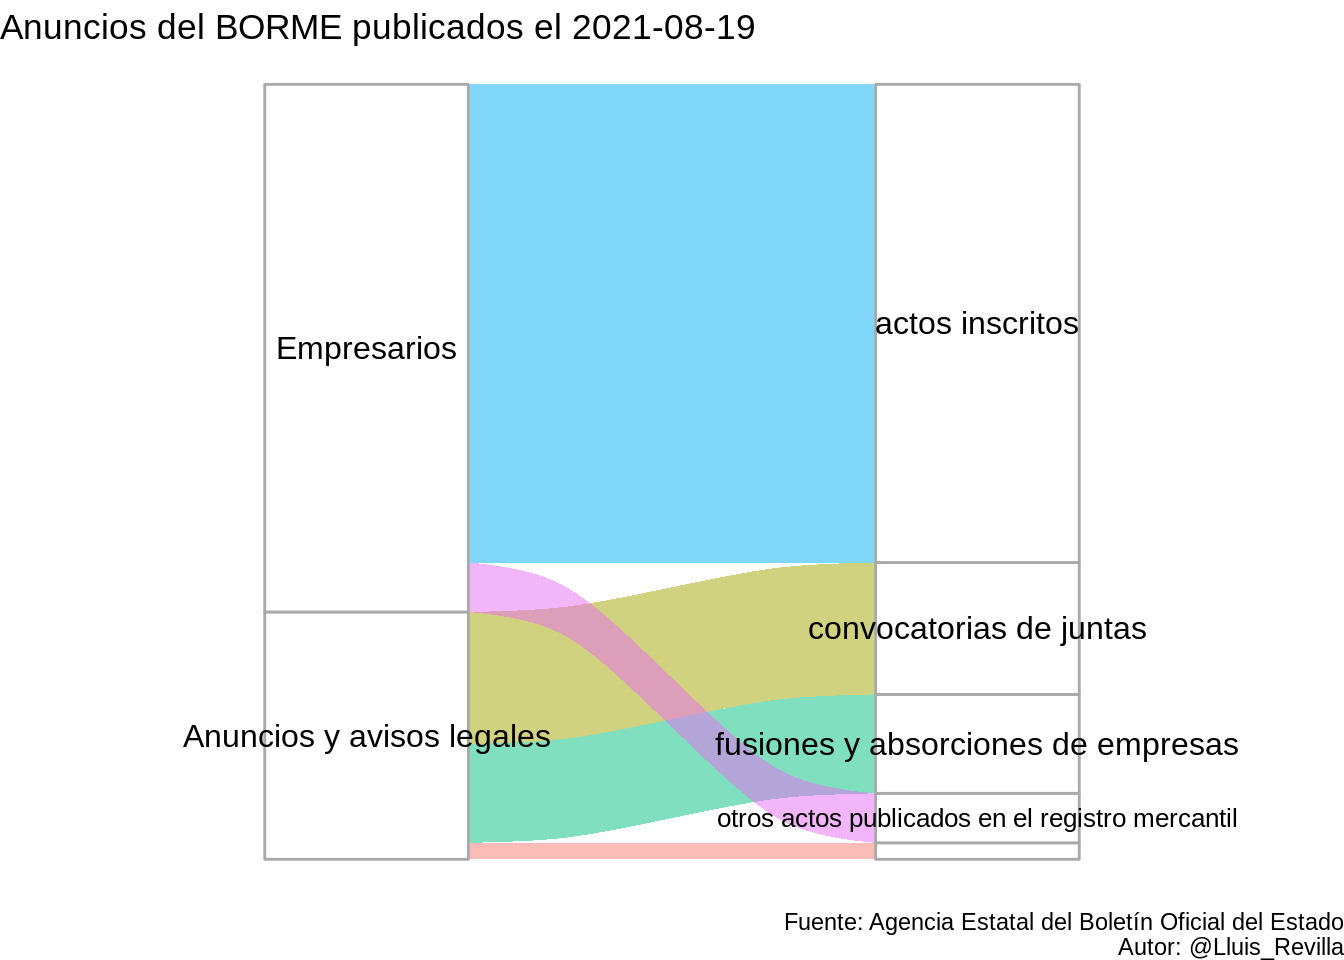 Anuncios del BORME publicados el 2021-08-19
Empresarios
actos inscritos
convocatorias de juntas
Anuncios y avisos legales
fusiones y absorciones de empresas
otros actos publicados en el registro mercantil
Fuente: Agencia Estatal del Boletín Oficial del Estado
Autor: @Lluis_Revilla